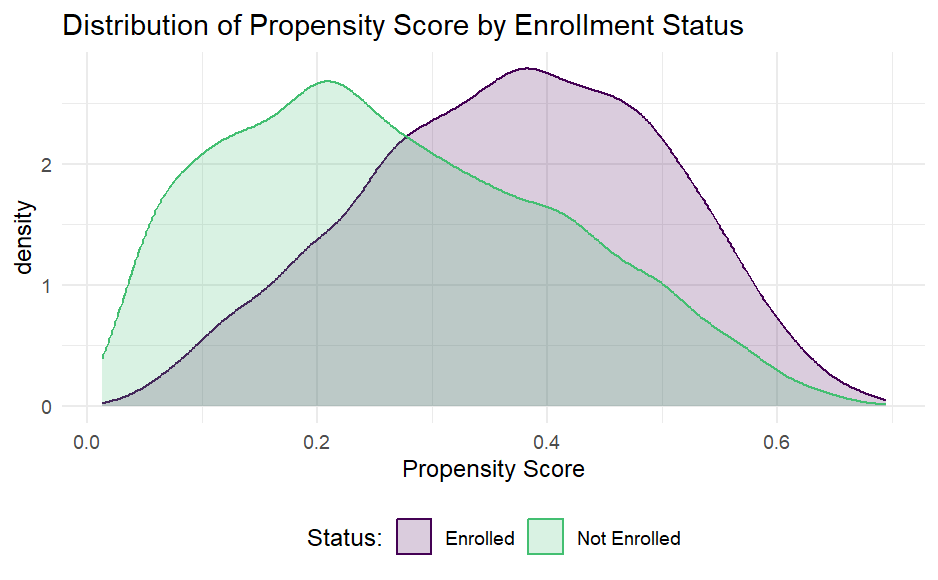 Distribution of Propensity Score by Enrollment Status
density
2
1
0
0.0 0.2 0.4 0.6
Propensity Score
Status: Enrolled Not Enrolled